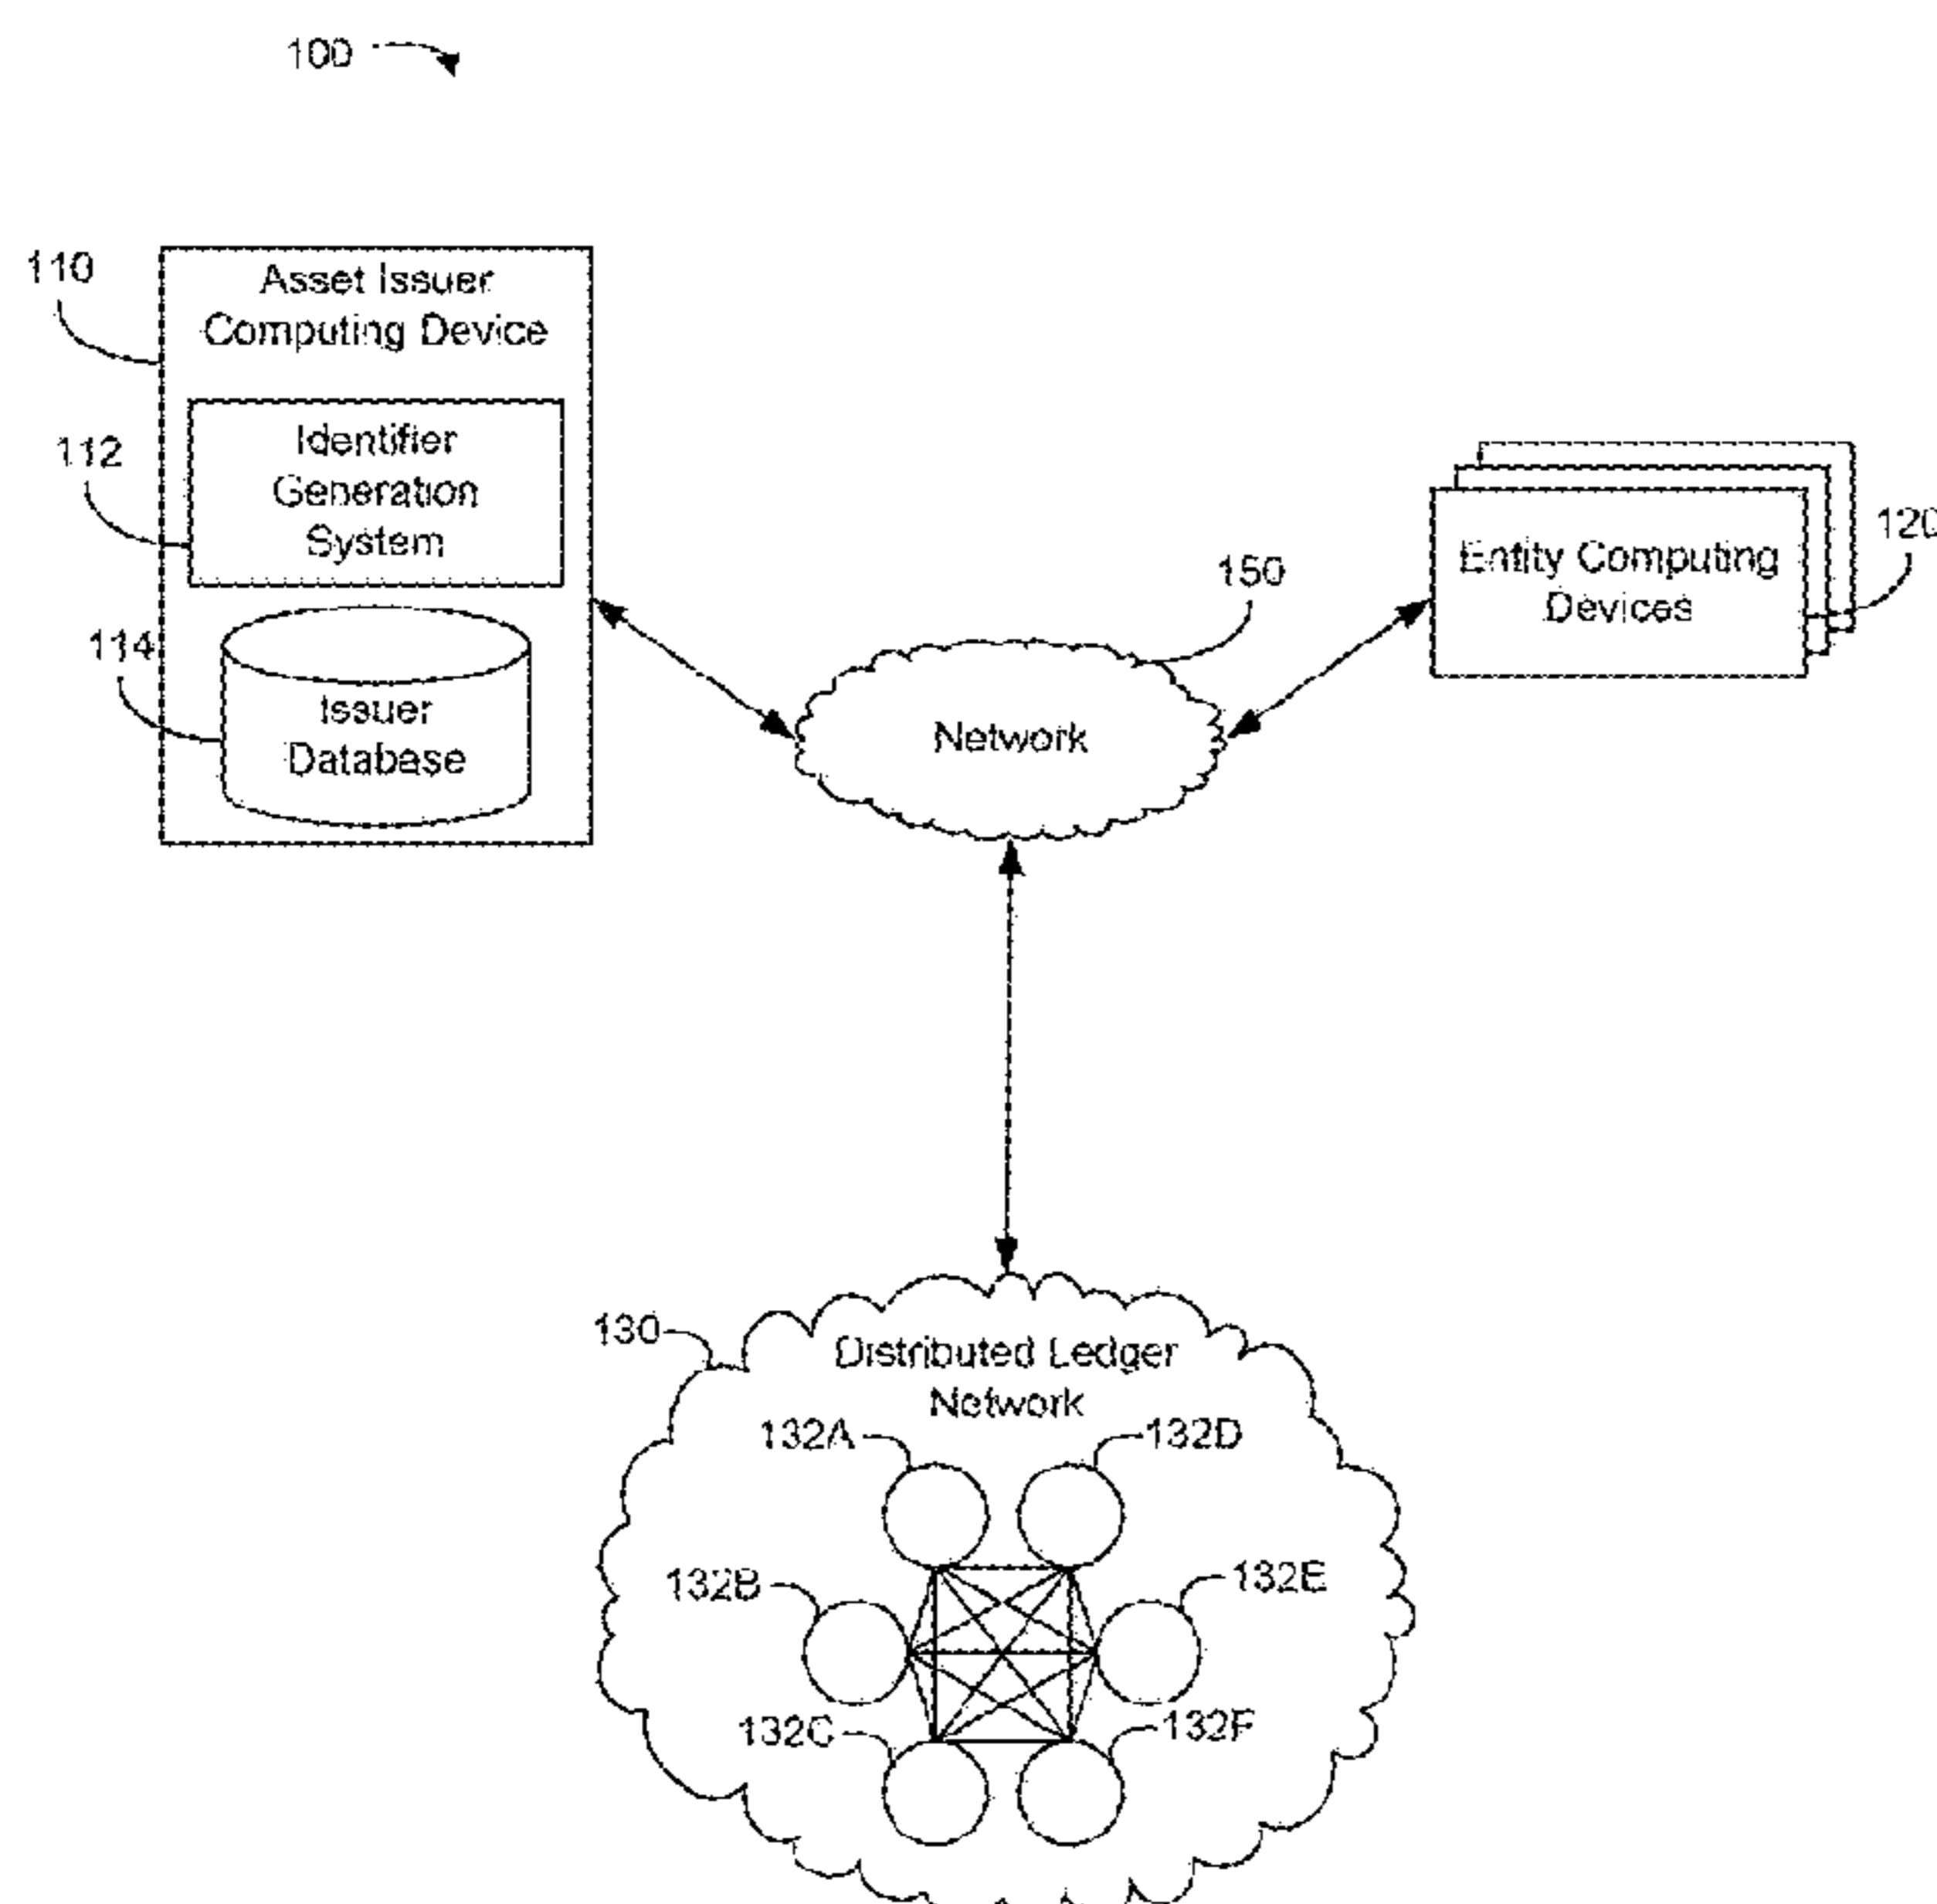 100
110
Asset Issuer
Computing Device
112
Identifier
Generation
System
114
Issuer
Database
150
Network
Entity Computing
Devices
120
130
Distributed Ledger
Network
132A
132D
132B
132E
132C
132F